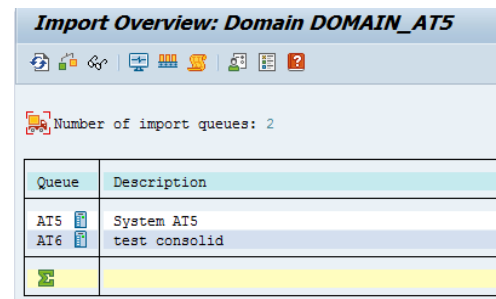 Import Overview: Domain DOMAIN_AT5
Number of import queues: 2
Queue Description
AT5 System AT5
AT6 test consolid